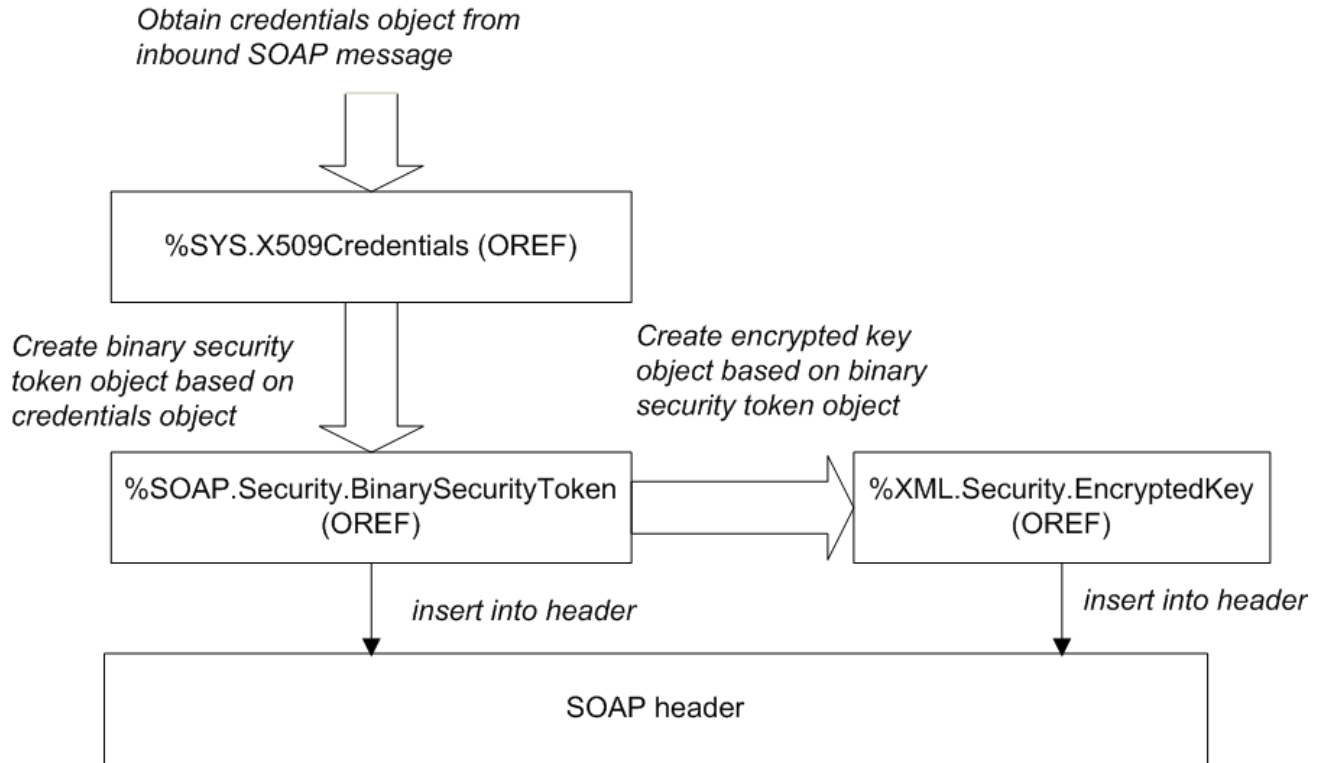 Obtain credentials object from
inbound SOAP message
%SYS.X509Credentials (OREF)
Create binary security
token object based on
credentials object
Create encrypted key
object based on binary
security token object
%SOAP.Security.BinarySecurityToken
(OREF)
%XML.Security.EncryptedKey
(OREF)
insert into header
insert into header
SOAP header